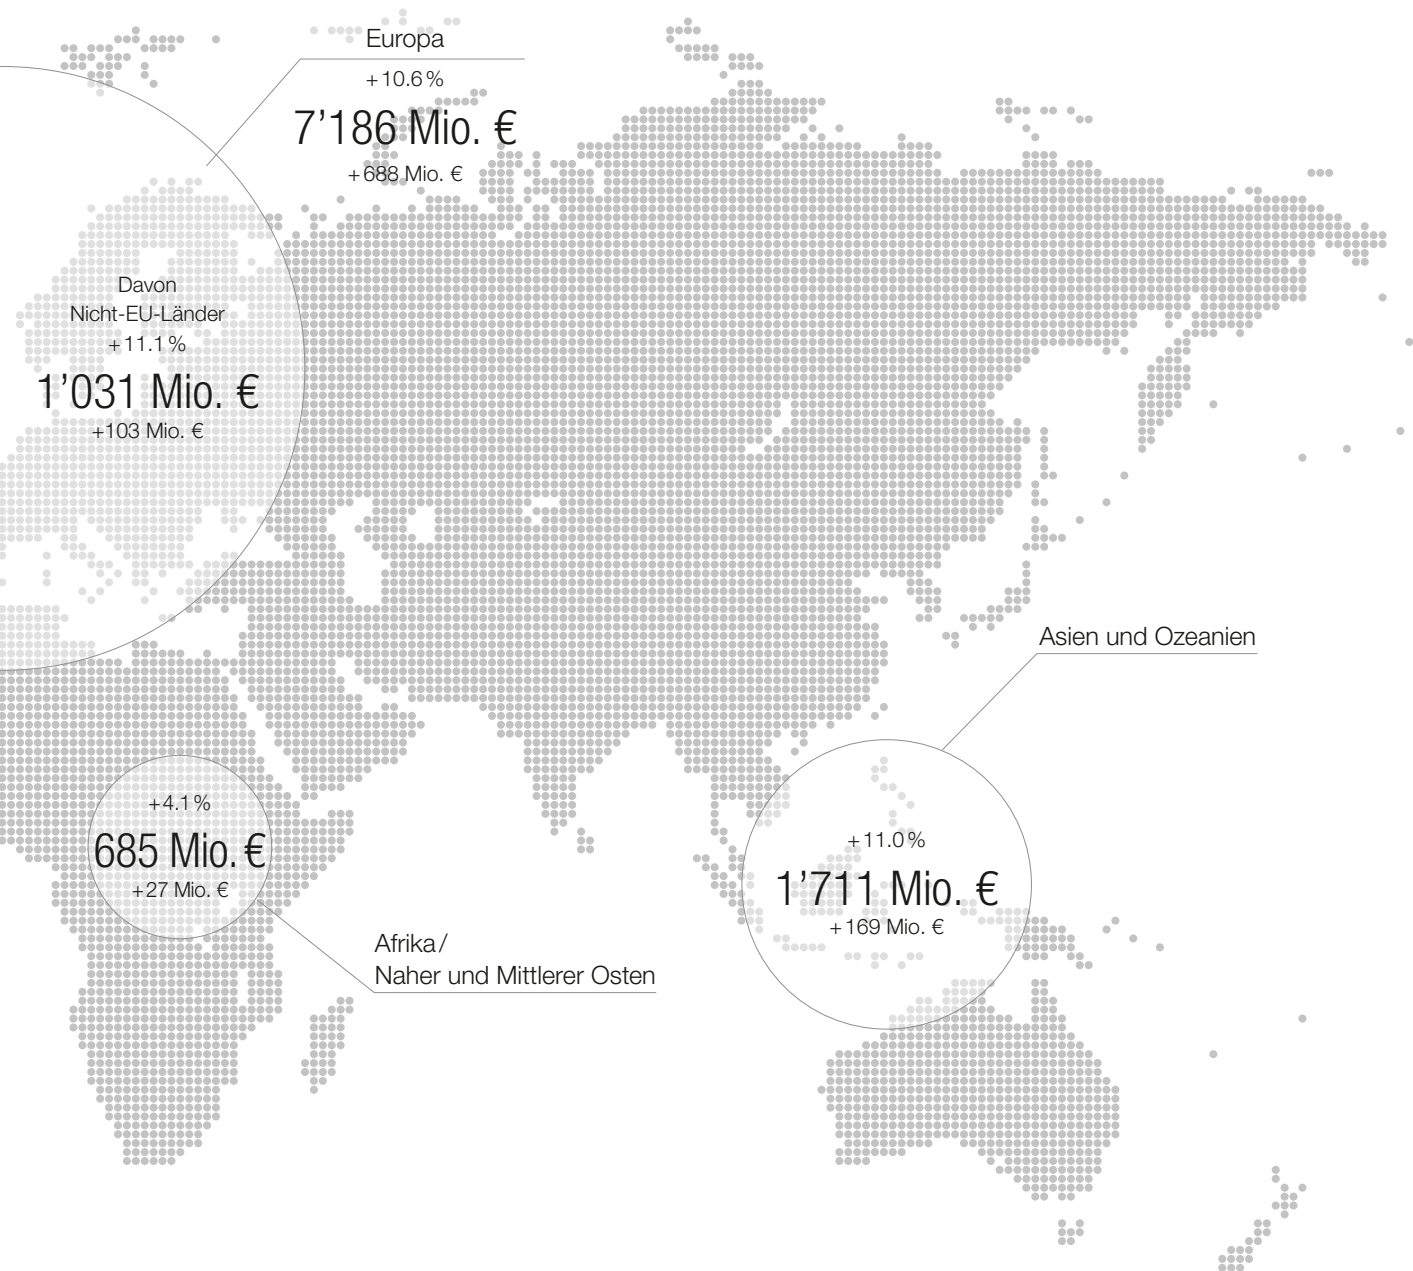 Europa
+10.6 %
7’186 Mio. €
+688 Mio. €
Davon
Nicht-EU-Länder
+11.1 %
1’031 Mio. €
+103 Mio. €
Asien und Ozeanien
+11.0 %
1’711 Mio. €
+169 Mio. €
+4.1 %
685 Mio. €
+27 Mio. €
Afrika/
Naher und Mittlerer Osten